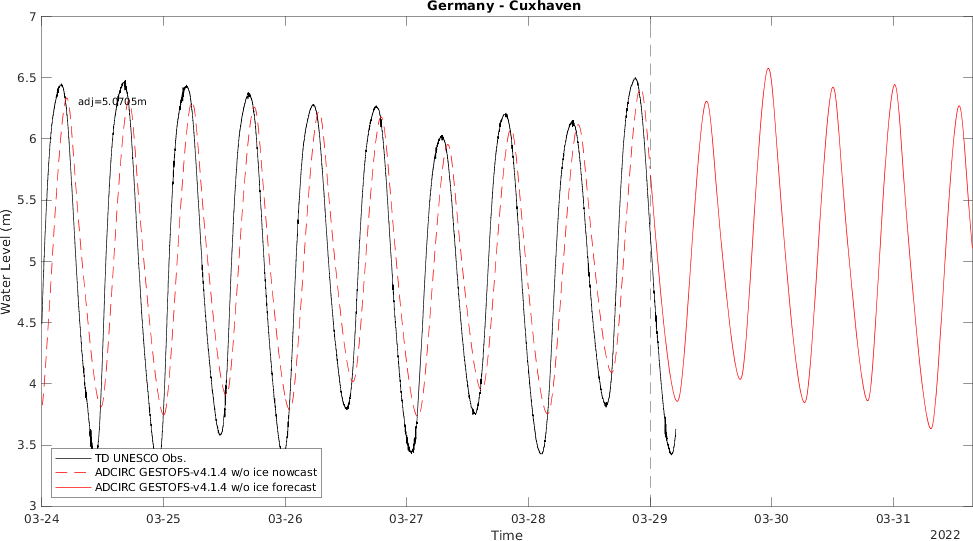 Germany - Cuxhaven
7
6.5
adj=5.0705m
6
5.5
5
4.5
4
3.5
3
Water Level (m)
TD UNESCO Obs.
ADCIRC GESTOFS-v4.1.4 w/o ice nowcast
ADCIRC GESTOFS-v4.1.4 w/o ice forecast
03-24 03-25 03-26 03-27 03-28 03-29 03-30 03-31
Time
2022